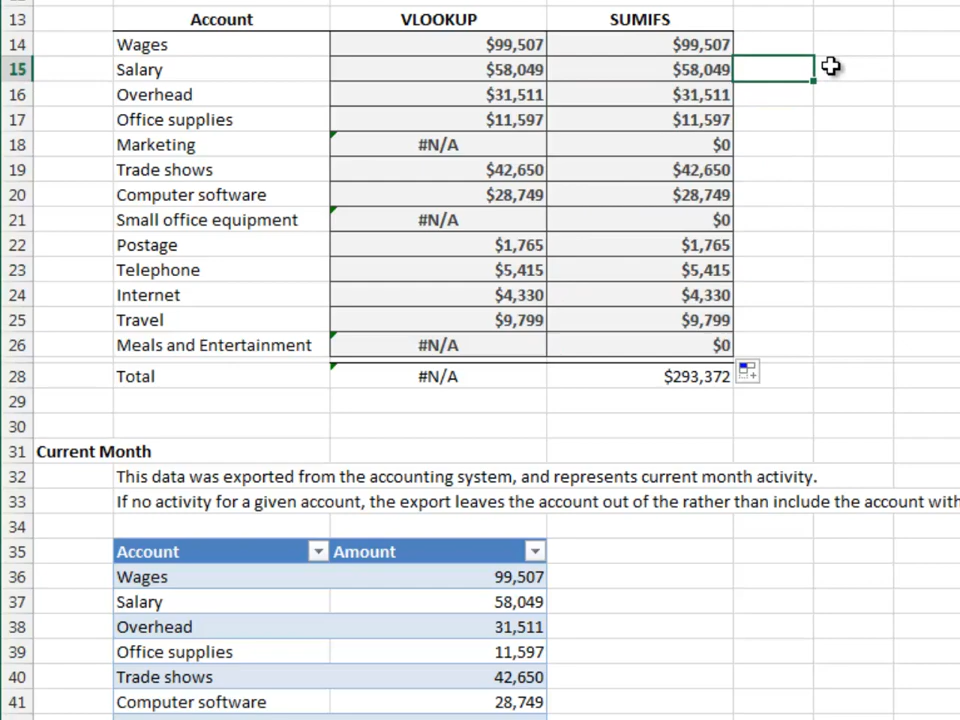 13 Account VLOOKUP SUMIFS
14 Wages $99,507 $99,507
15 Salary $58,049 $58,049
16 Overhead $31,511 $31,511
17 Office supplies $11,597 $11,597
18 Marketing #N/A $0
19 Trade shows $42,650 $42,650
20 Computer software $28,749 $28,749
21 Small office equipment #N/A $0
22 Postage $1,765 $1,765
23 Telephone $5,415 $5,415
24 Internet $4,330 $4,330
25 Travel $9,799 $9,799
26 Meals and Entertainment #N/A $0
28 Total #N/A $293,372
29
30
31 Current Month
32 This data was exported from the accounting system, and represents current month activity.
33 If no activity for a given account, the export leaves the account out of the rather than include the account with
34
35 Account Amount
36 Wages 99,507
37 Salary 58,049
38 Overhead 31,511
39 Office supplies 11,597
40 Trade shows 42,650
41 Computer software 28,749